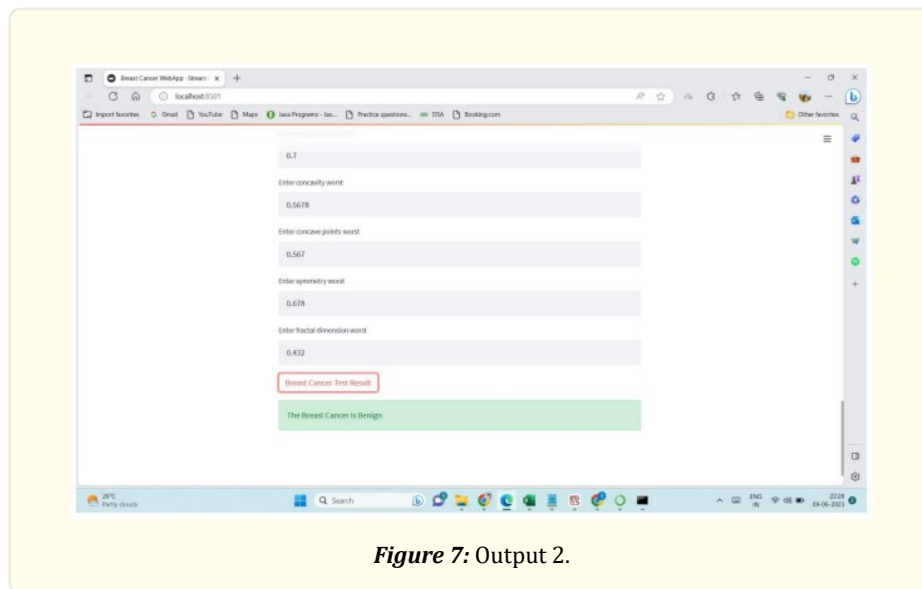 Breast Cancer WebApp · Stream
localhost:8501
Import favorites Gmail YouTube Maps Java Programs - Jav... Practice questions... DSA Booking.com Other favorites
0.7
Enter concavity worst
0.5678
Enter concave points worst
0.567
Enter symmetry worst
0.678
Enter fractal dimension worst
0.432
Breast Cancer Test Result
The Breast Cancer is Benign
28°C
Partly cloudy
Search
ENG
IN
22:28
09-06-2023
Figure 7: Output 2.